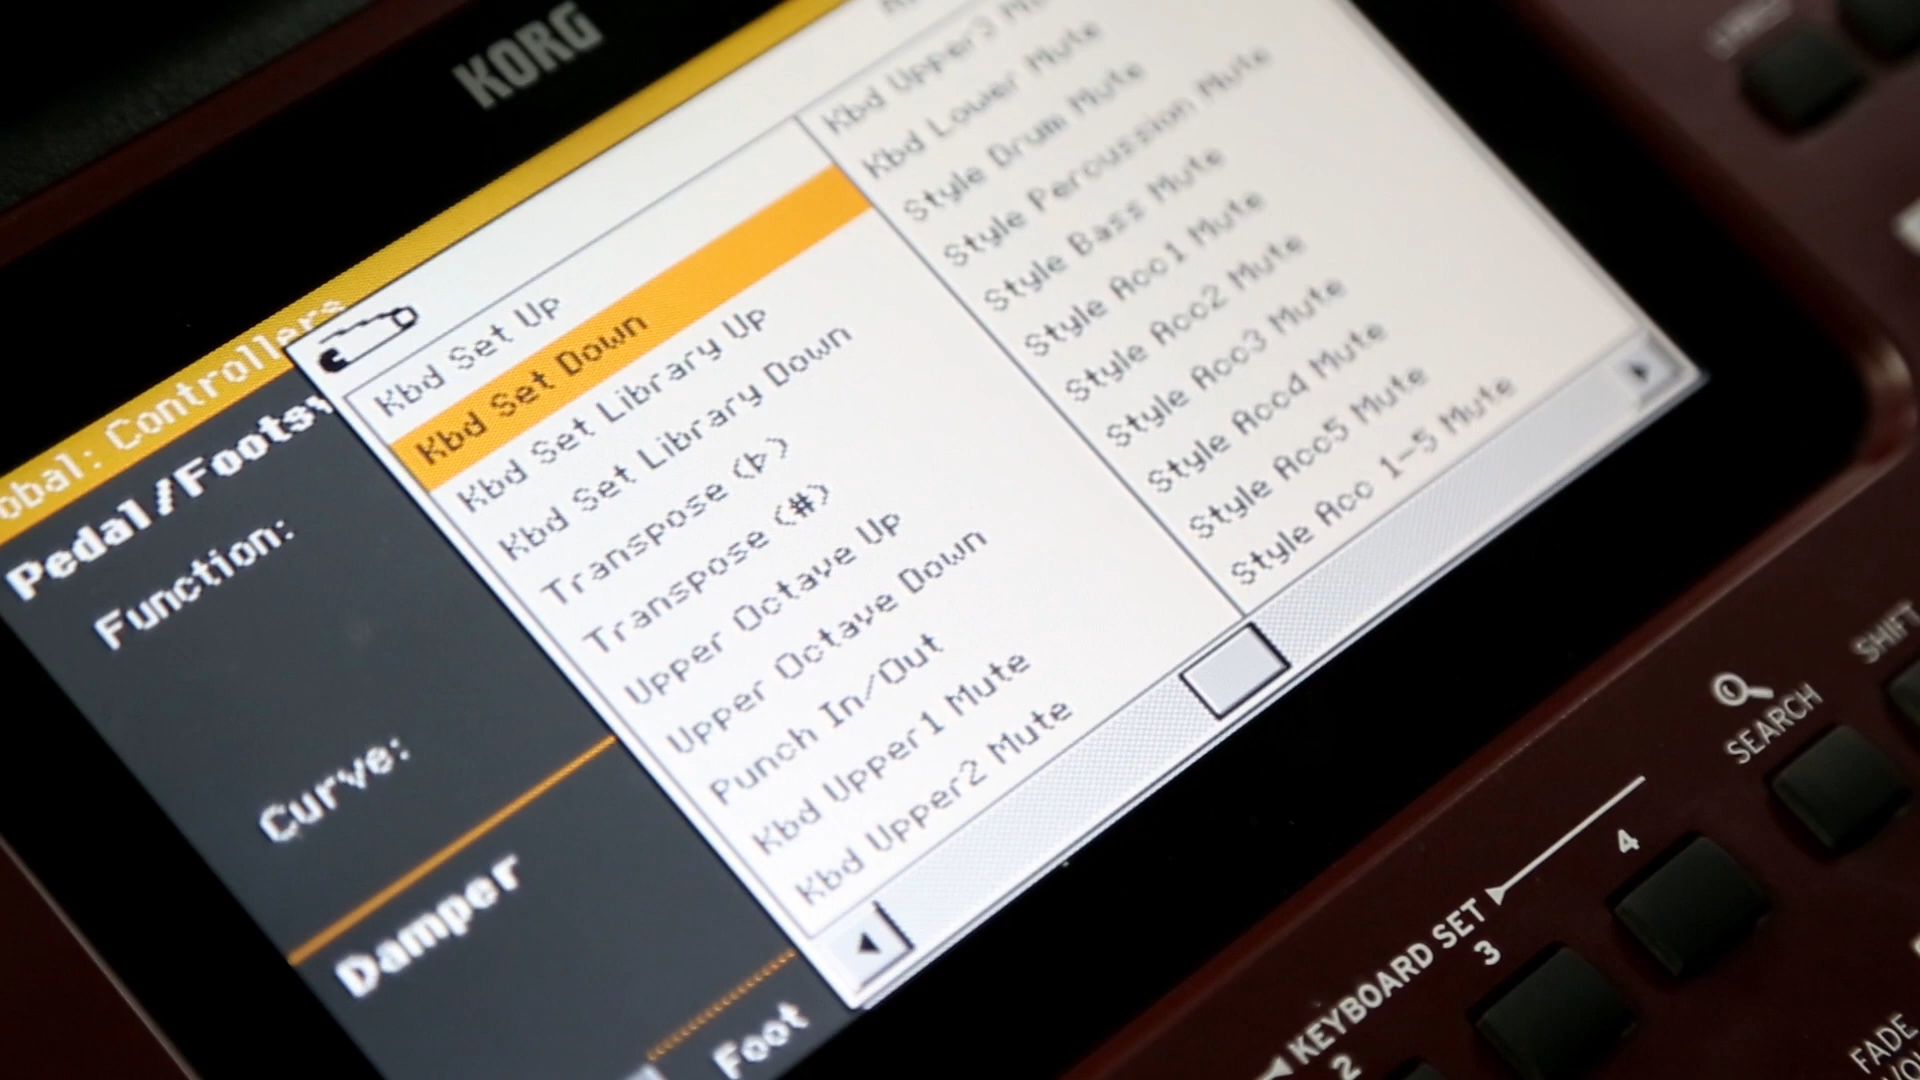 KORG
obal: Controllers
Pedal/Footsw
Function:
Curve:
Damper
Foot
Kbd Set Up
Kbd Set Down
Kbd Set Library Up
Kbd Set Library Down
Transpose (♭)
Transpose (#)
Upper Octave Up
Upper Octave Down
Punch In/Out
Kbd Upper1 Mute
Kbd Upper2 Mute
Kbd Upper3
Kbd Lower Mute
Style Drum Mute
Style Percussion Mute
Style Bass Mute
Style Acc1 Mute
Style Acc2 Mute
Style Acc3 Mute
Style Acc4 Mute
Style Acc5 Mute
Style Acc 1-5 Mute
SHIFT
SEARCH
KEYBOARD SET
2
3
4
FADE